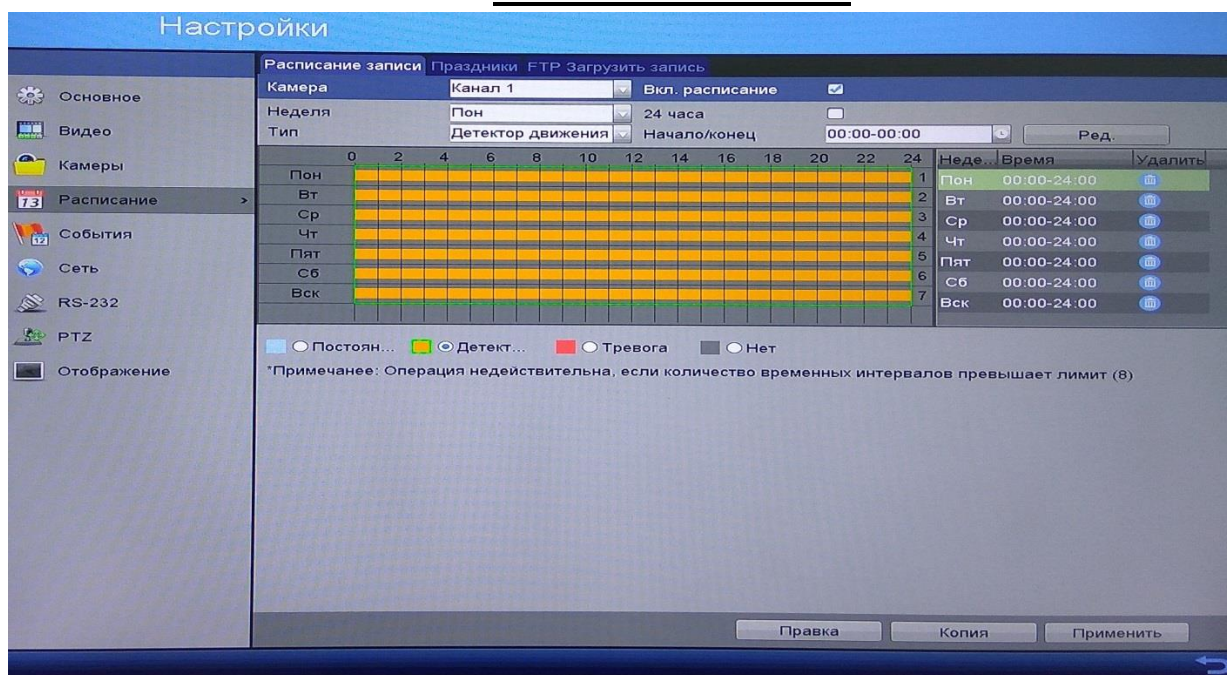 Настройки
Расписание записи Праздники FTP Загрузить запись
Камера Канал 1 Вкл. расписание
Неделя Пон 24 часа
Тип Детектор движения Начало/конец 00:00-00:00 Ред.
0 2 4 6 8 10 12 14 16 18 20 22 24 Неде... Время Удалить
Пон 1 Пон 00:00-24:00
Вт 2 Вт 00:00-24:00
Ср 3 Ср 00:00-24:00
Чт 4 Чт 00:00-24:00
Пят 5 Пят 00:00-24:00
Сб 6 Сб 00:00-24:00
Вск 7 Вск 00:00-24:00
Постоян... Детект... Тревога Нет
*Примечанее: Операция недействительна, если количество временных интервалов превышает лимит (8)
Основное
Видео
Камеры
13 Расписание >
12 События
Сеть
RS-232
PTZ
Отображение
Правка Копия Применить